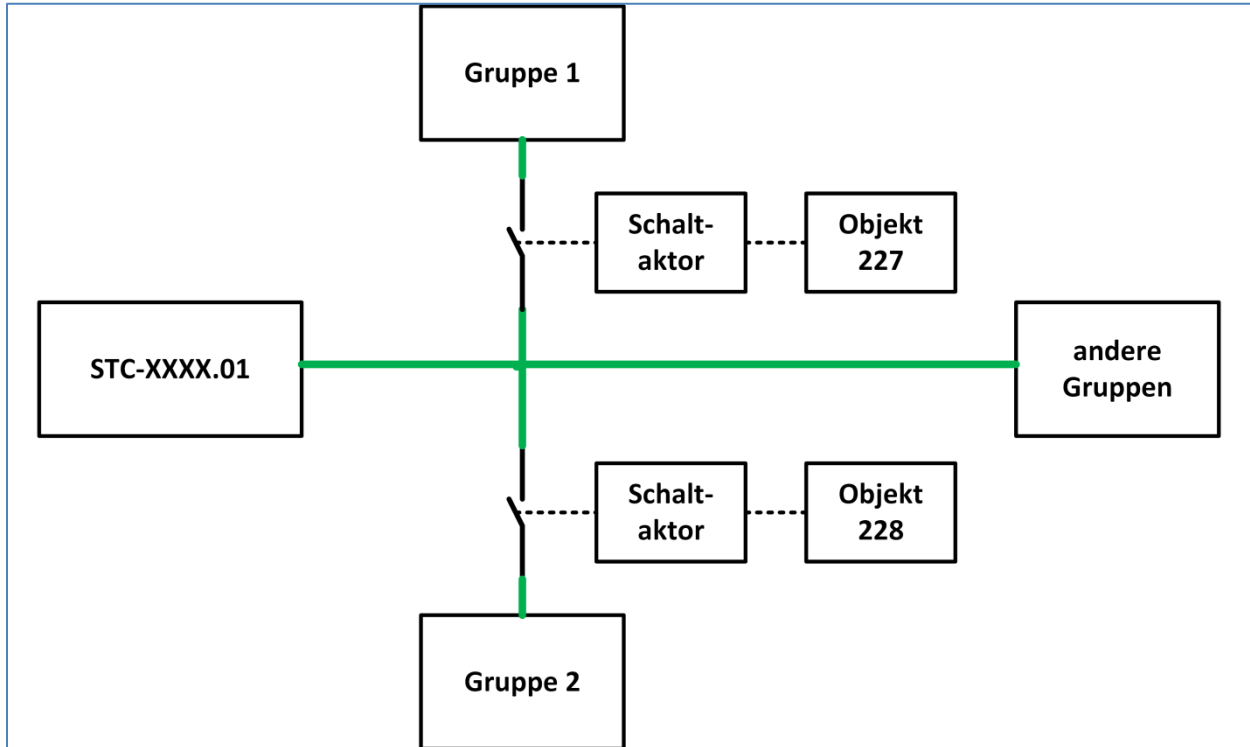 Gruppe 1
Schalt-
aktor
Objekt
227
STC-XXXX.01
andere
Gruppen
Schalt-
aktor
Objekt
228
Gruppe 2